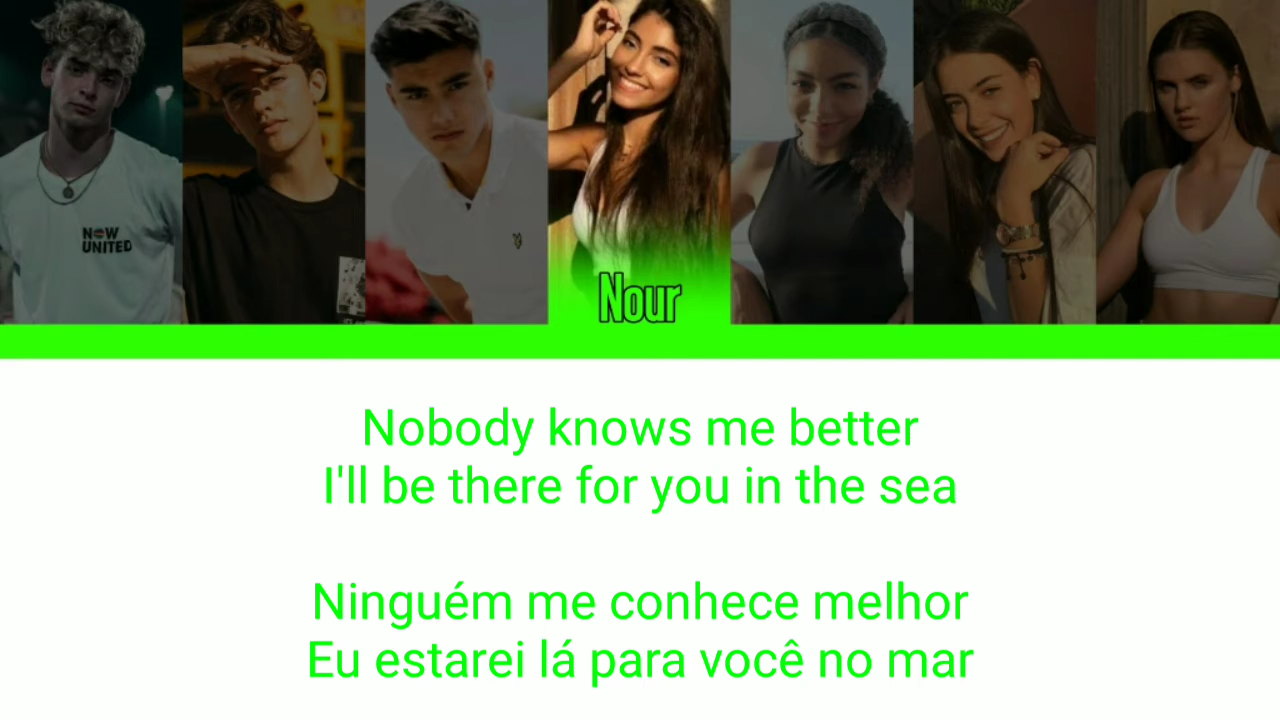 NOW
UNITED
Nour
Nobody knows me better
I'll be there for you in the sea
Ninguém me conhece melhor
Eu estarei lá para você no mar